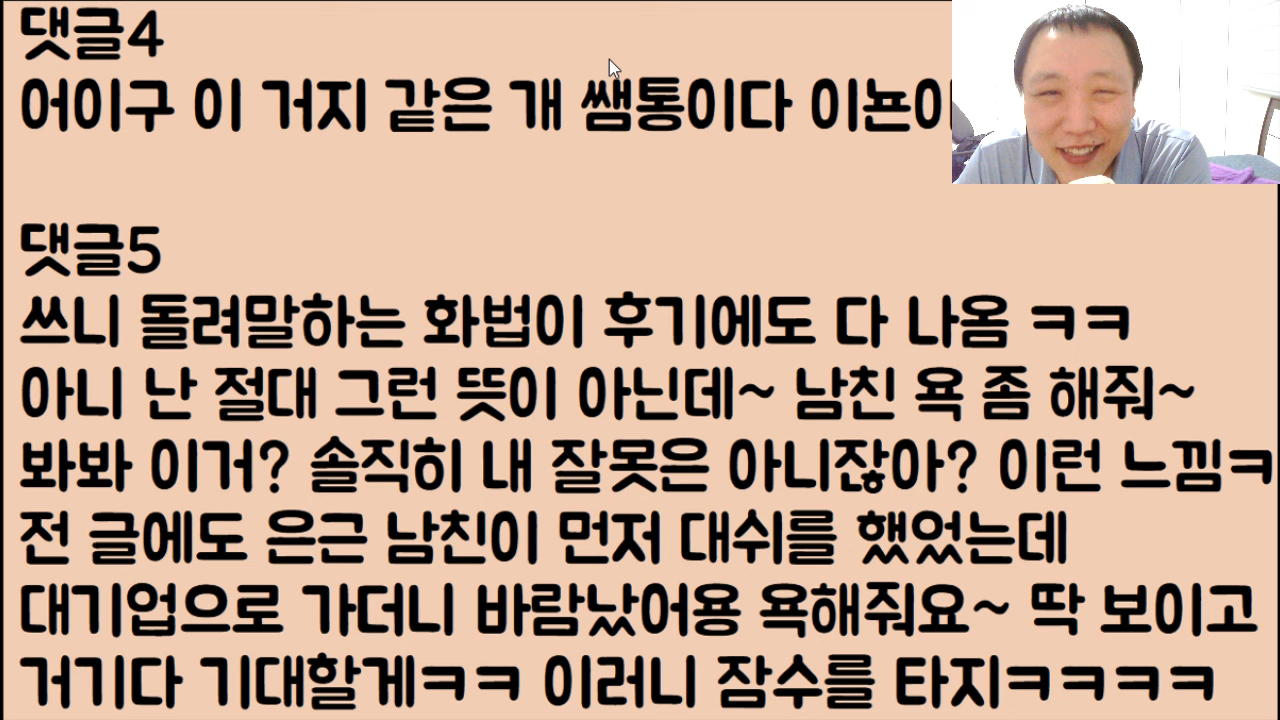 댓글4
어이구 이 거지 같은 개 쌤통이다 이뇬아
댓글5
쓰니 돌려말하는 화법이 후기에도 다 나옴 ㅋㅋ
아니 난 절대 그런 뜻이 아닌데~ 남친 욕 좀 해줘~
봐봐 이거? 솔직히 내 잘못은 아니잖아? 이런 느낌ㅋ
전 글에도 은근 남친이 먼저 대쉬를 했었는데
대기업으로 가더니 바람났어용 욕해줘요~ 딱 보이고
거기다 기대할게ㅋㅋ 이러니 잠수를 타지ㅋㅋㅋㅋ